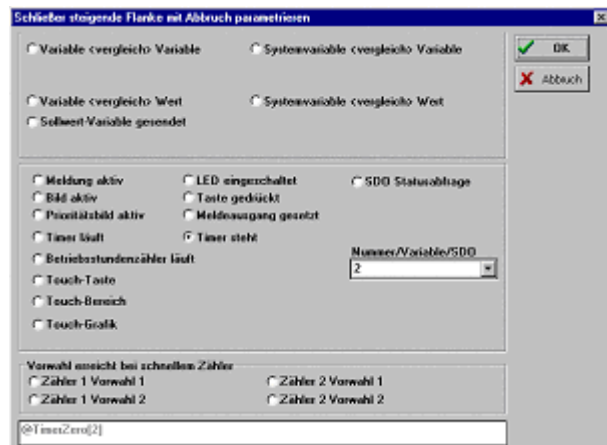 Schließer steigende Flanke mit Abbruch parametrieren
Variable <vergleich> Variable
Systemvariable <vergleich> Variable
OK
Abbruch
Variable <vergleich> Wert
Systemvariable <vergleich> Wert
Sollwert-Variable gesendet
Meldung aktiv
LED eingeschaltet
SDO Statusabfrage
Bild aktiv
Taste gedrückt
Prioritätsbild aktiv
Meldeausgang gesetzt
Timer läuft
Timer steht
Nummer/Variable/SDO
Betriebsstundenzähler läuft
2
Touch-Taste
Touch-Bereich
Touch-Grafik
Vorwahl erreicht bei schnellem Zähler
Zähler 1 Vorwahl 1
Zähler 2 Vorwahl 1
Zähler 1 Vorwahl 2
Zähler 2 Vorwahl 2
@TimerZero[2]